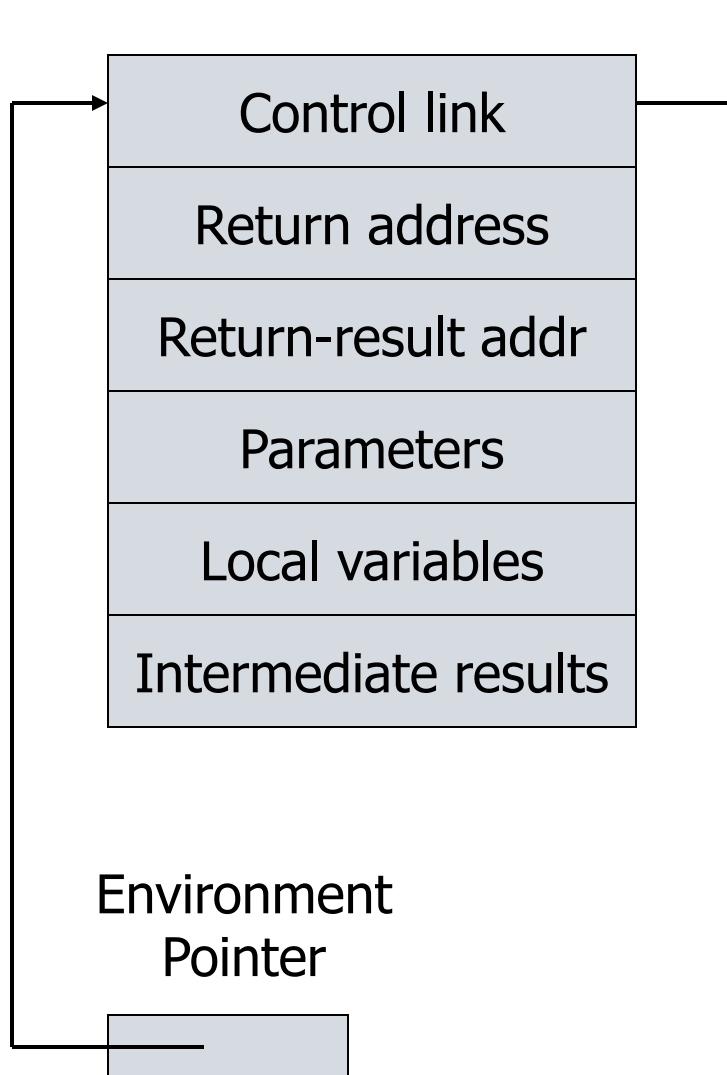 Control link
Return address
Return-result addr
Parameters
Local variables
Intermediate results
Environment
Pointer